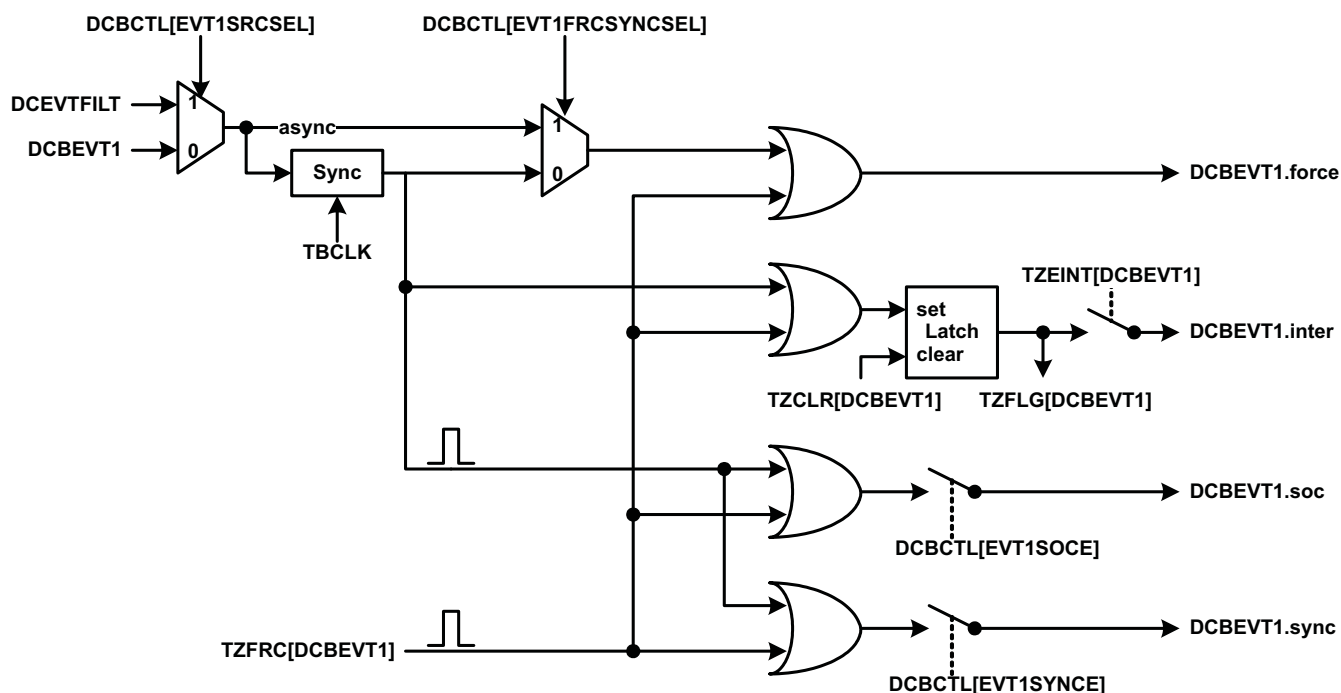 DCBCTL[EVT1SRCSEL]
DCBCTL[EVT1FRCSYNCSEL]
DCEVTFILT
1
DCBEVT1
0
async
1
0
Sync
TBCLK
DCBEVT1.force
TZEINT[DCBEVT1]
set
Latch
clear
DCBEVT1.inter
TZCLR[DCBEVT1]
TZFLG[DCBEVT1]
DCBEVT1.soc
DCBCTL[EVT1SOCE]
DCBEVT1.sync
TZFRC[DCBEVT1]
DCBCTL[EVT1SYNCE]